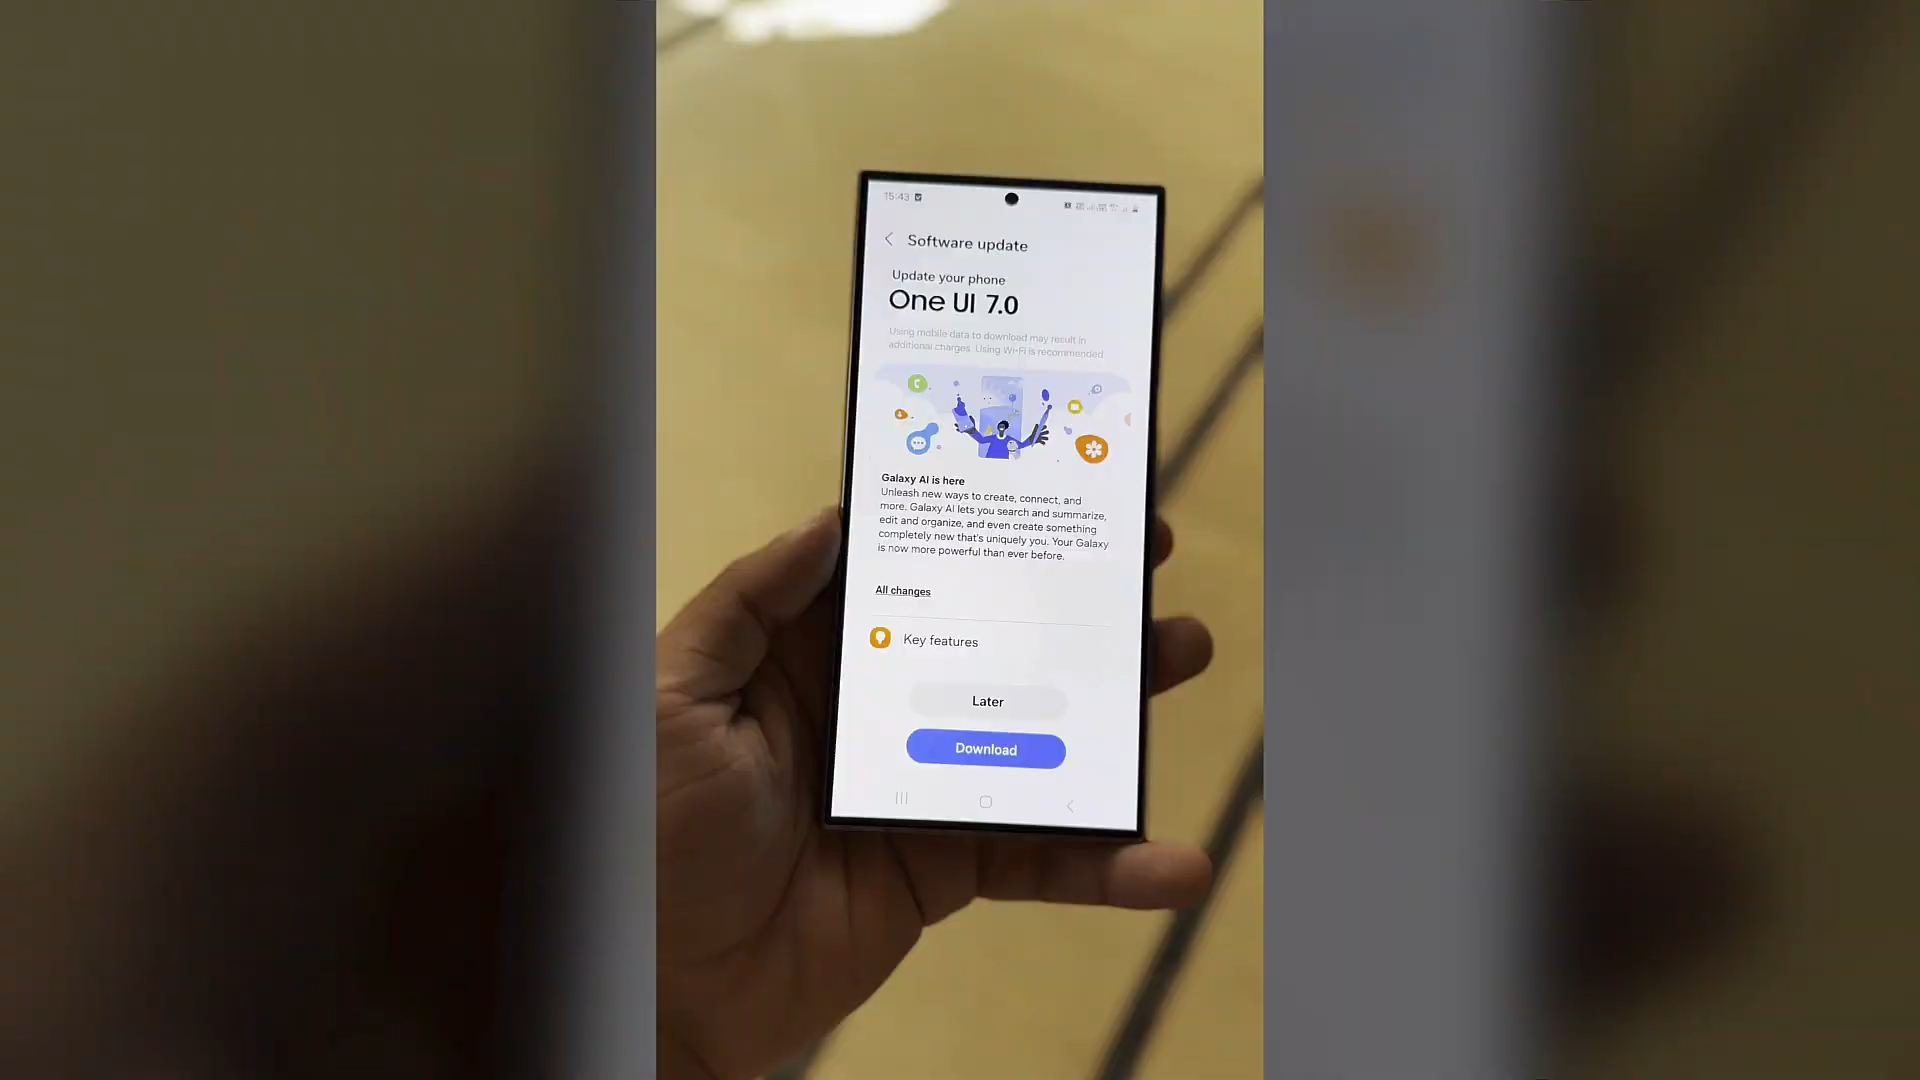 15:43
Software update
Update your phone
One UI 7.0
Using mobile data to download may result in
additional charges. Using Wi-Fi is recommended
Galaxy AI is here
Unleash new ways to create, connect, and
more. Galaxy AI lets you search and summarize,
edit and organize, and even create something
completely new that's uniquely you. Your Galaxy
is now more powerful than ever before.
All changes
Key features
Later
Download